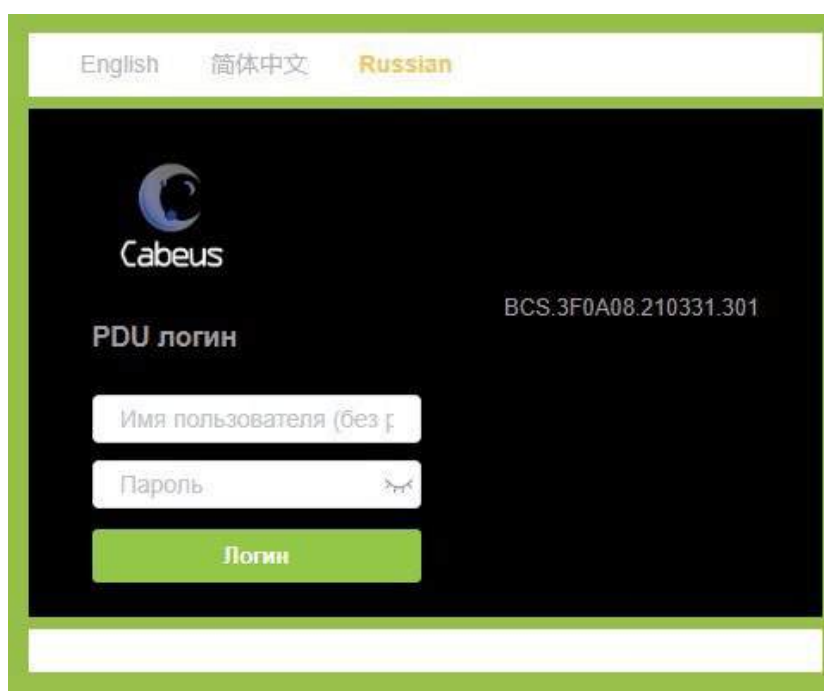 English 简体中文 Russian
Cabeus
BCS.3F0A08.210331.301
PDU логин
Имя пользователя (без р
Пароль
Логин